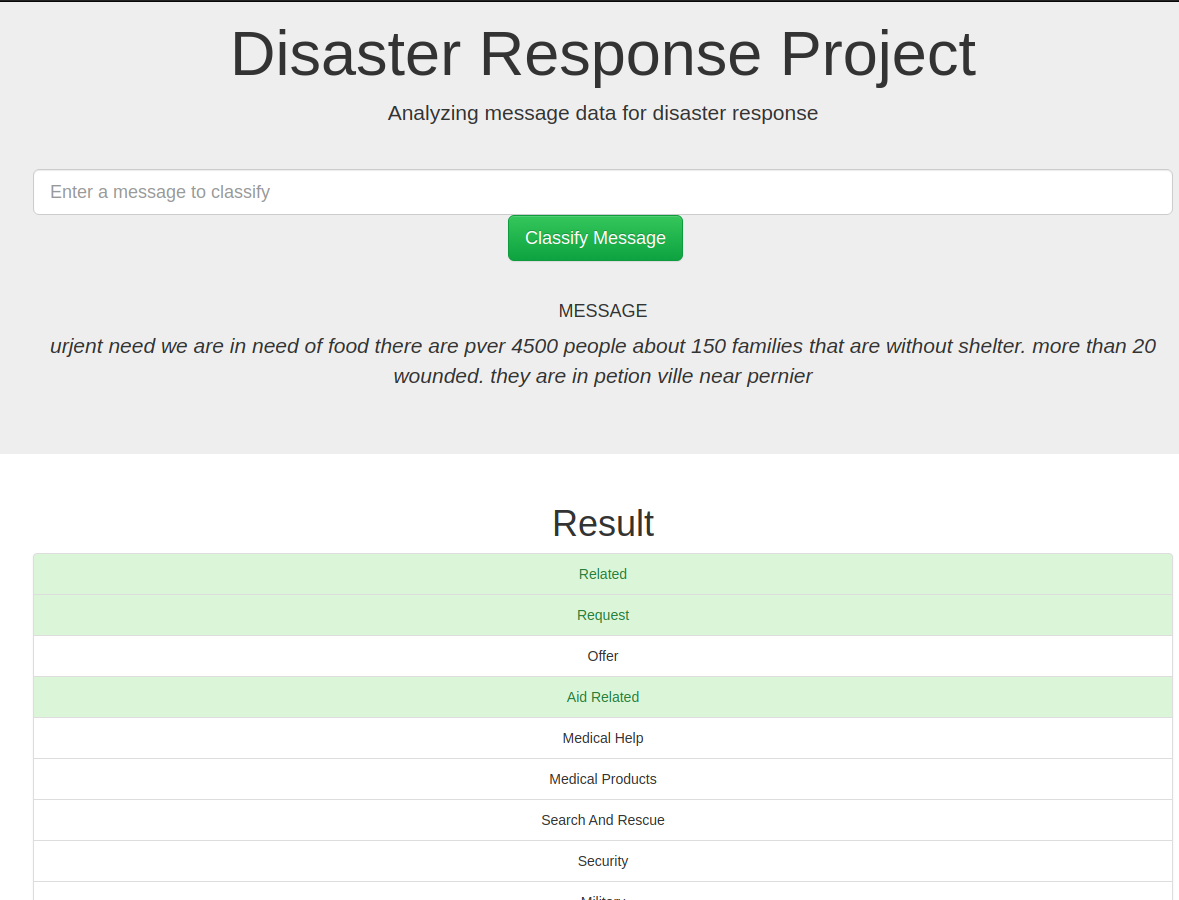 Disaster Response Project
Analyzing message data for disaster response
Enter a message to classify
Classify Message
MESSAGE
urjent need we are in need of food there are pver 4500 people about 150 families that are without shelter. more than 20
wounded. they are in petion ville near pernier
Result
Related
Request
Offer
Aid Related
Medical Help
Medical Products
Search And Rescue
Security
Military